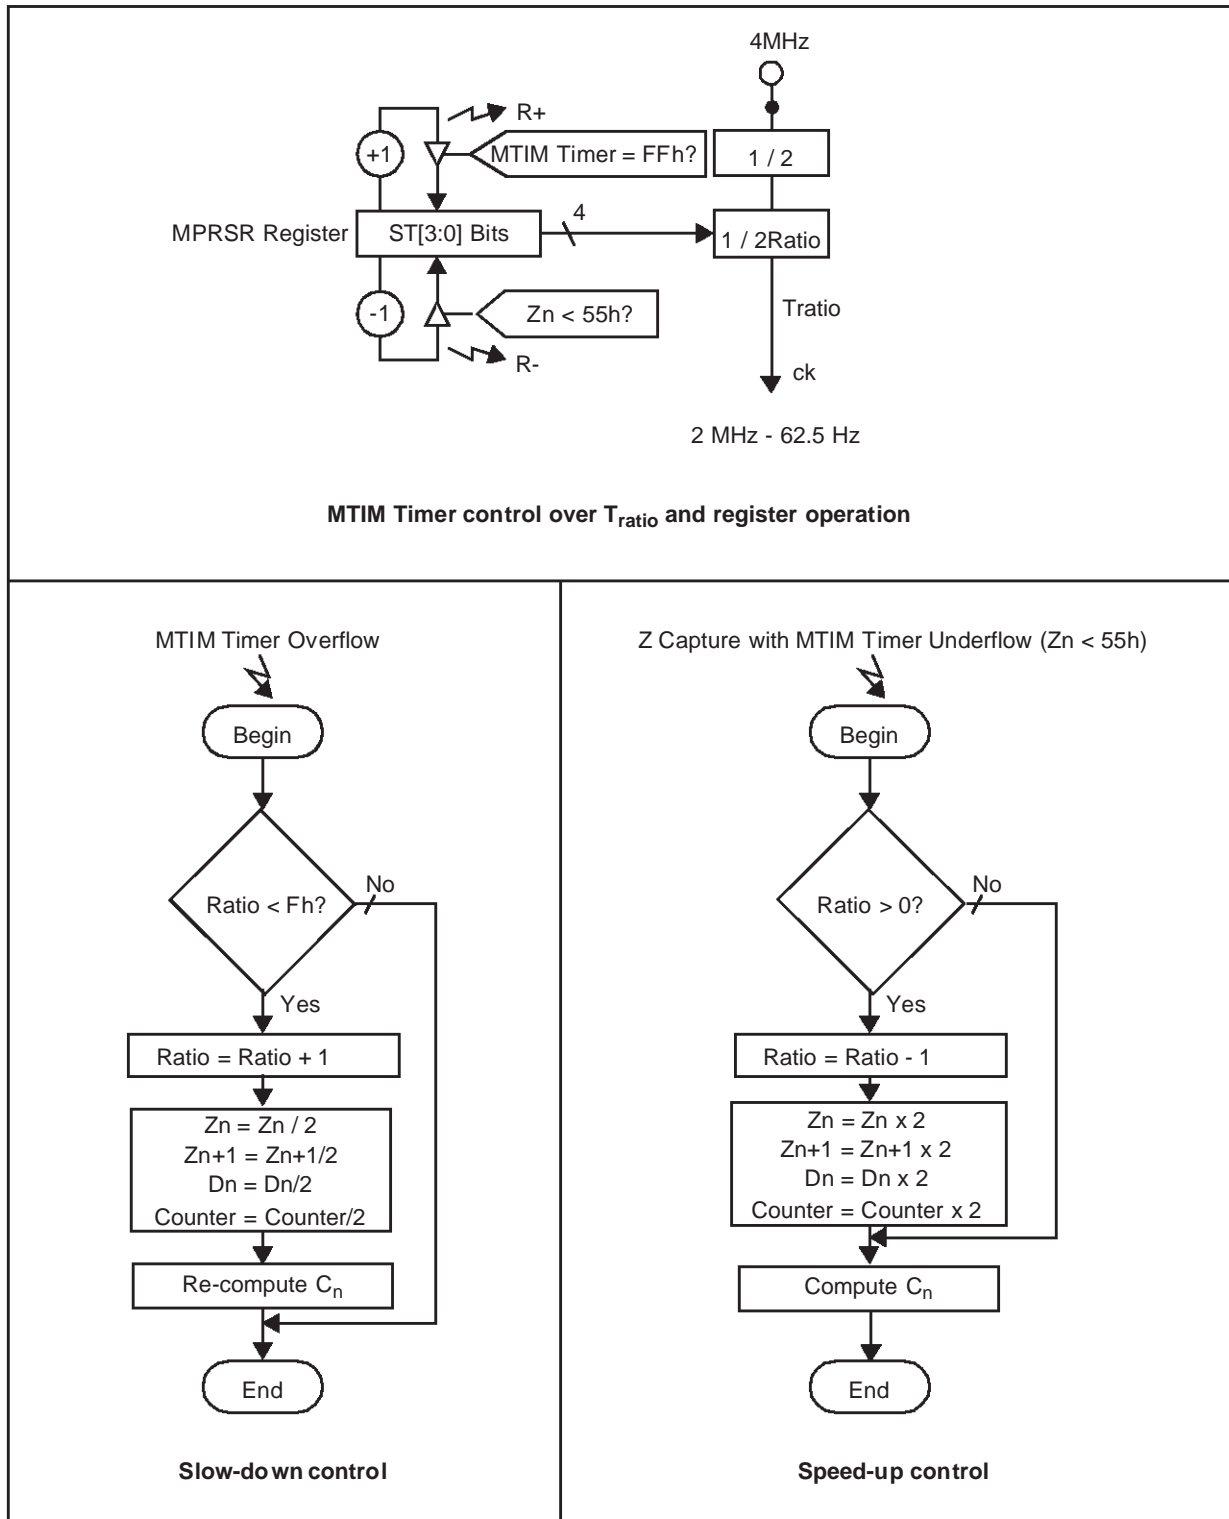 4MHz
R+
+1
MTIM Timer = FFh?
1 / 2
4
MPRSR Register
ST[3:0] Bits
1 / 2Ratio
-1
Zn < 55h?
Tratio
R-
ck
2 MHz - 62.5 Hz
MTIM Timer control over Tratio and register operation
MTIM Timer Overflow
Begin
Ratio < Fh?
No
Yes
Ratio = Ratio + 1
Zn = Zn / 2
Zn+1 = Zn+1/2
Dn = Dn/2
Counter = Counter/2
Re-compute Cn
End
Slow-down control
Z Capture with MTIM Timer Underflow (Zn < 55h)
Begin
Ratio > 0?
No
Yes
Ratio = Ratio - 1
Zn = Zn x 2
Zn+1 = Zn+1 x 2
Dn = Dn x 2
Counter = Counter x 2
Compute Cn
End
Speed-up control